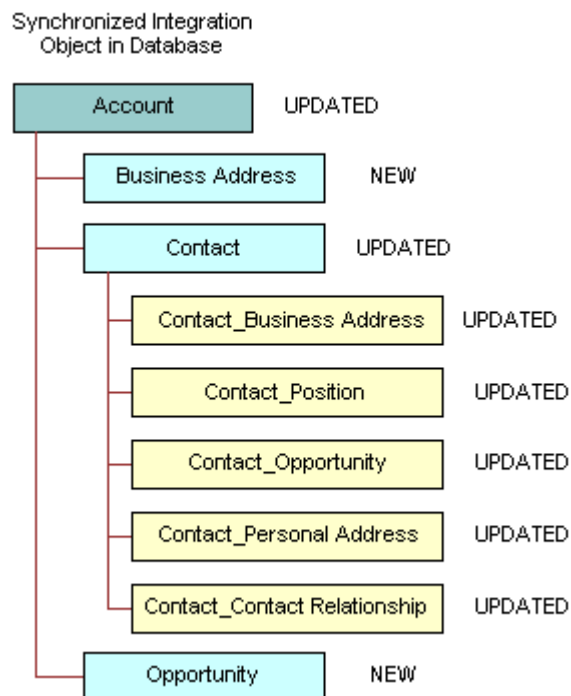 Synchronized Integration
Object in Database
Account UPDATED
Business Address NEW
Contact UPDATED
Contact_Business Address UPDATED
Contact_Position UPDATED
Contact_Opportunity UPDATED
Contact_Personal Address UPDATED
Contact_Contact Relationship UPDATED
Opportunity NEW